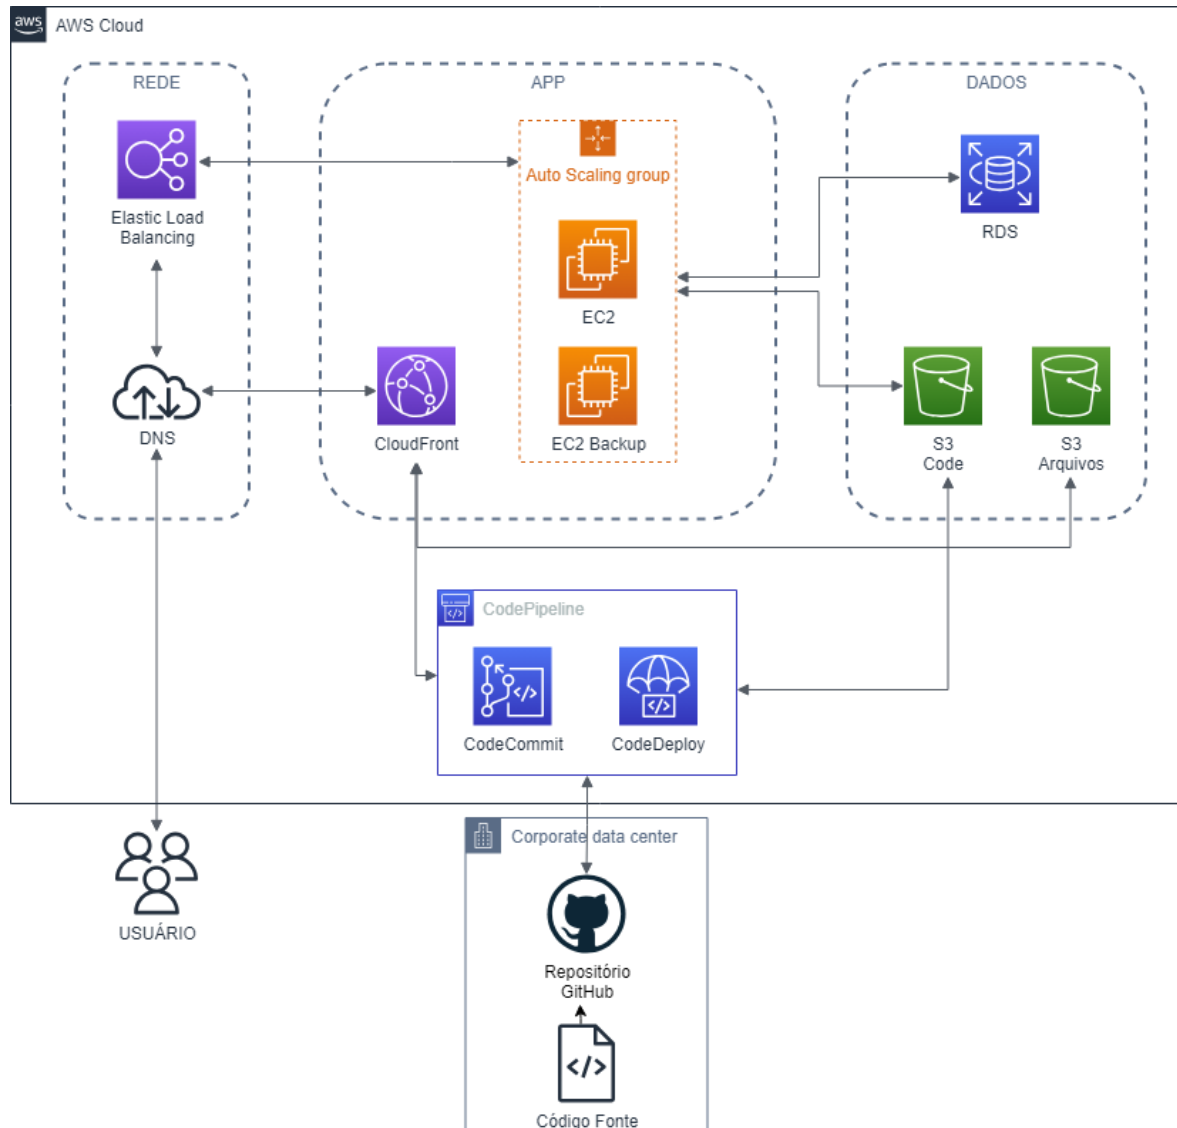 aws
AWS Cloud
REDE
APP
DADOS
Elastic Load
Balancing
Auto Scaling group
RDS
EC2
DNS
CloudFront
EC2 Backup
S3
Code
S3
Arquivos
CodePipeline
CodeCommit
CodeDeploy
Corporate data center
USUÁRIO
Repositório
GitHub
Código Fonte